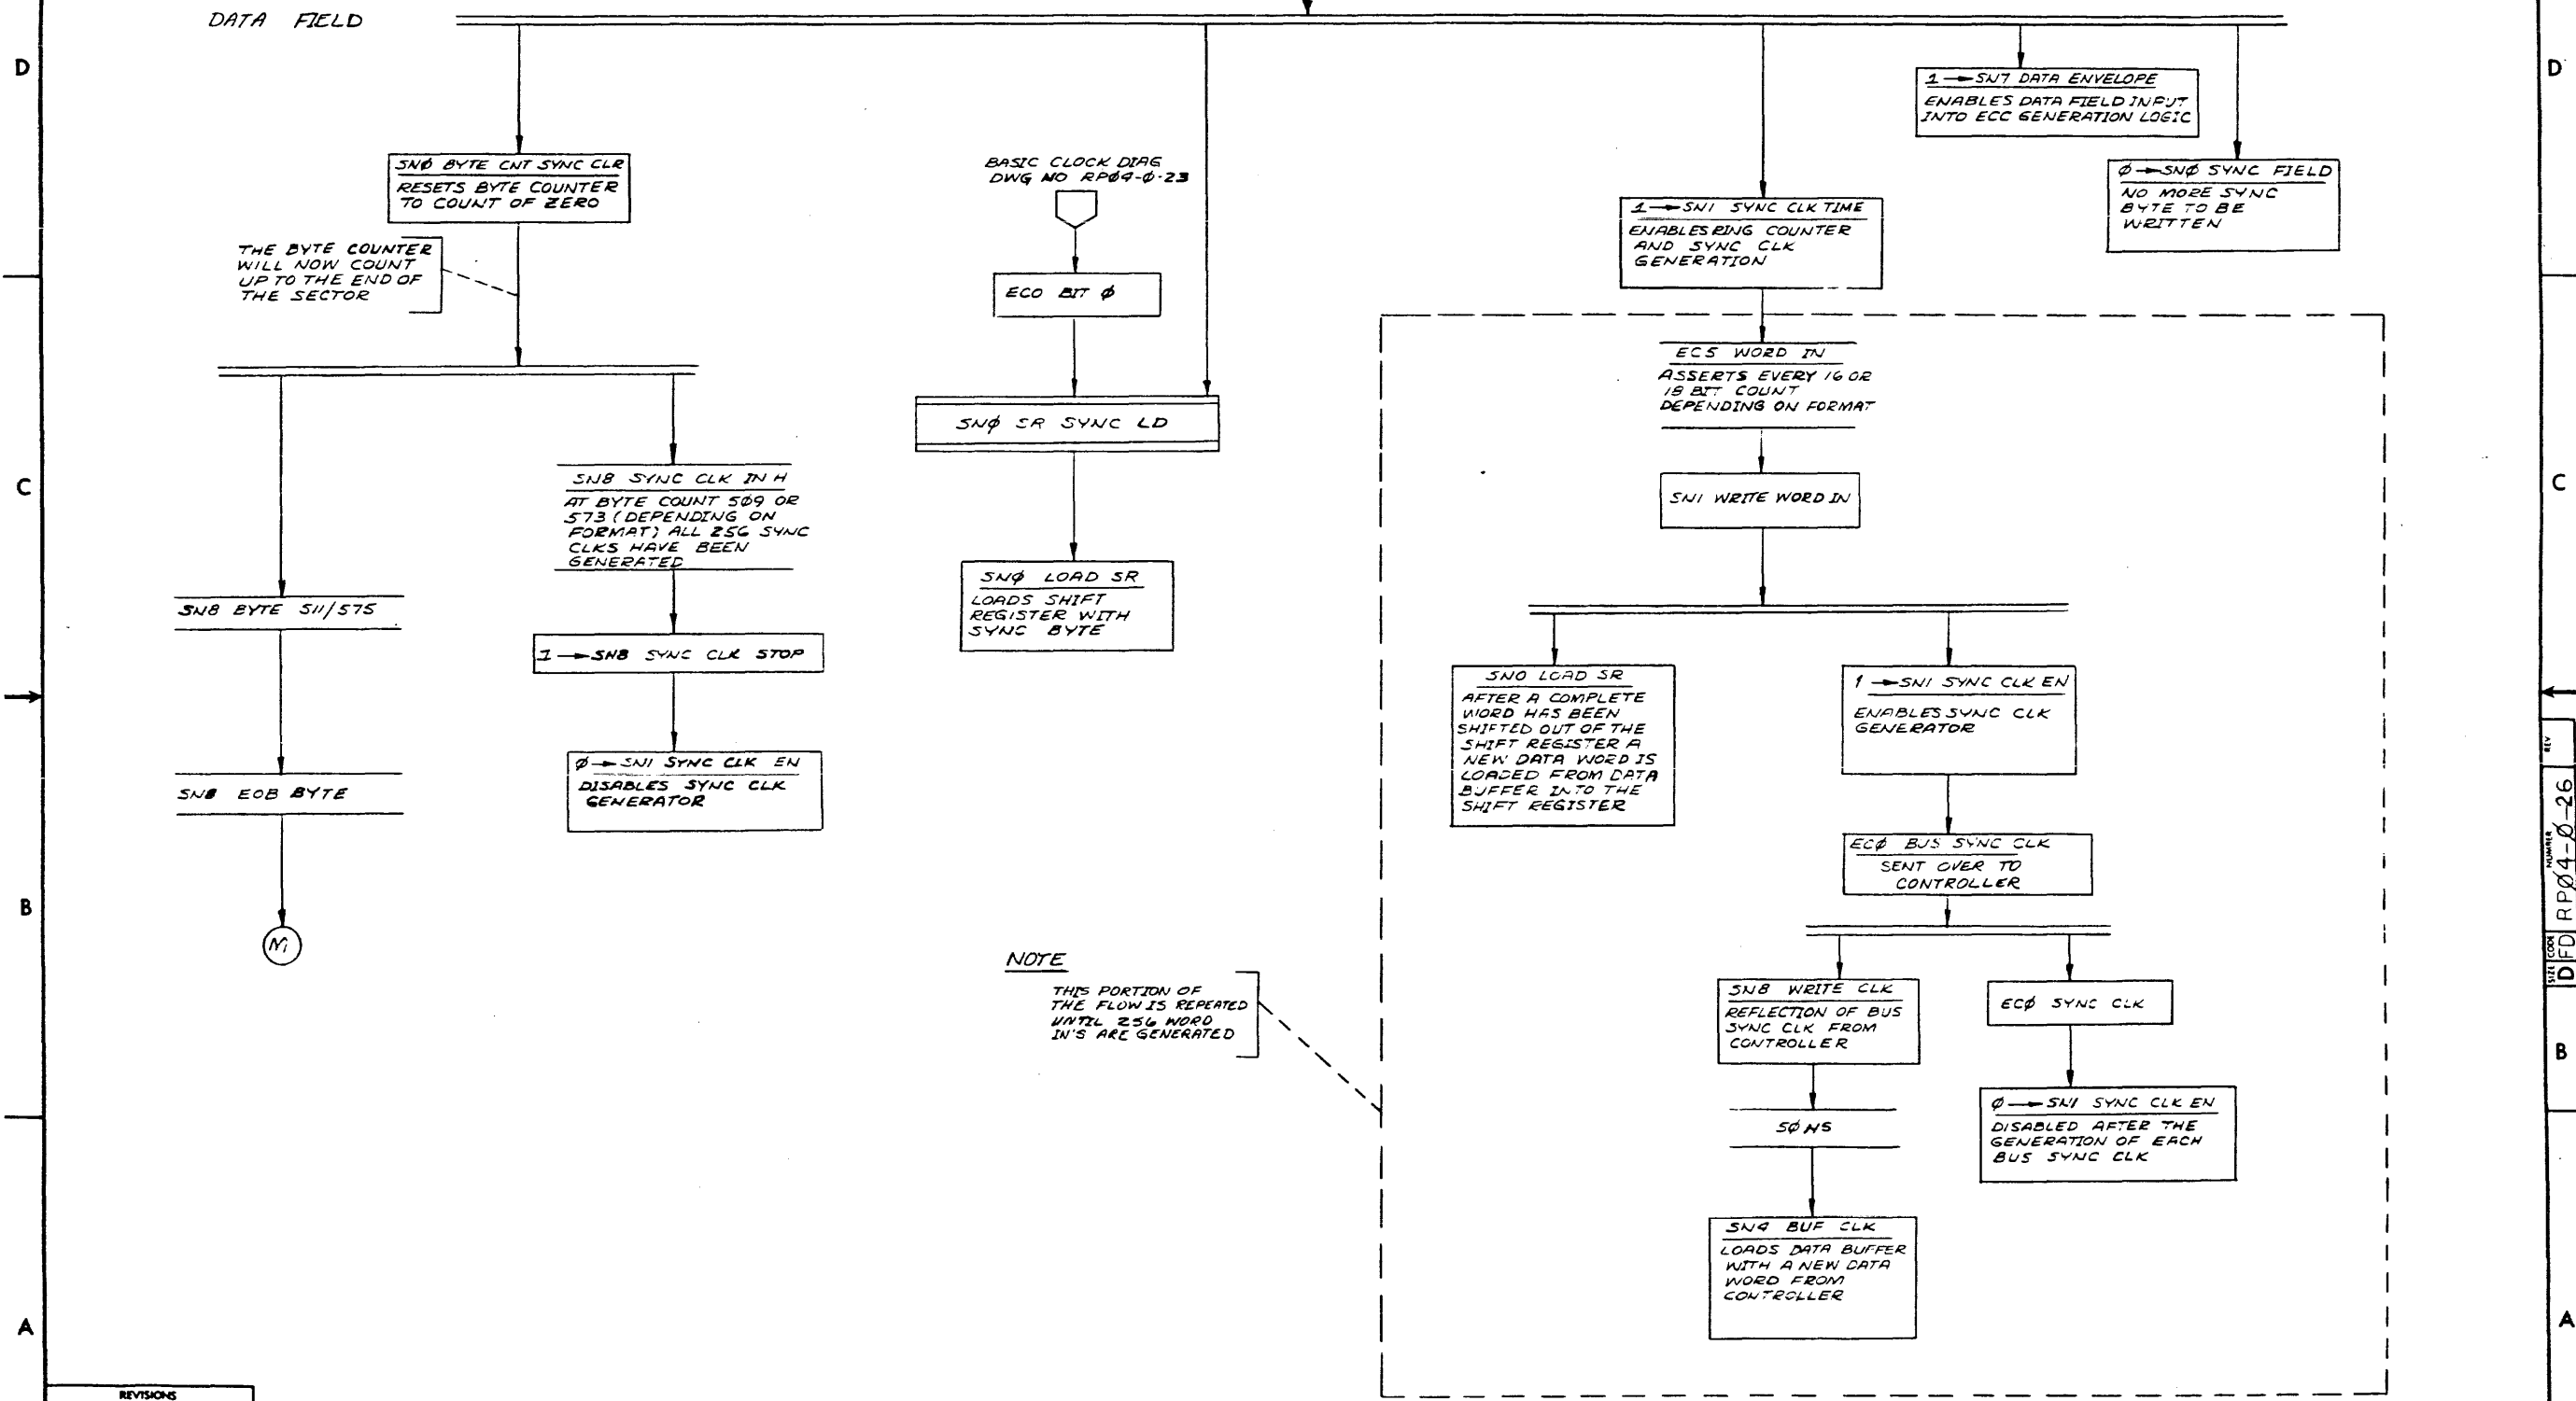 DATA FIELD
D
D
1 → SN7 DATA ENVELOPE
ENABLES DATA FIELD INPUT
INTO ECC GENERATION LOGIC
SNØ BYTE CNT SYNC CLR
RESETS BYTE COUNTER
TO COUNT OF ZERO
BASIC CLOCK DIAG
DWG NO RPØ4-Ø-23
Ø → SNØ SYNC FIELD
NO MORE SYNC
BYTE TO BE
WRITTEN
1 → SN1 SYNC CLK TIME
ENABLES RING COUNTER
AND SYNC CLK
GENERATION
THE BYTE COUNTER
WILL NOW COUNT
UP TO THE END OF
THE SECTOR
ECO BIT Ø
EC5 WORD IN
ASSERTS EVERY 16 OR
18 BIT COUNT
DEPENDING ON FORMAT
SNØ SR SYNC LD
C
C
SN8 SYNC CLK IN H
AT BYTE COUNT 5Ø9 OR
573 (DEPENDING ON
FORMAT) ALL 256 SYNC
CLKS HAVE BEEN
GENERATED
SN1 WRITE WORD IN
SNØ LOAD SR
LOADS SHIFT
REGISTER WITH
SYNC BYTE
SN8 BYTE 511/575
1 → SN8 SYNC CLK STOP
SNO LOAD SR
AFTER A COMPLETE
WORD HAS BEEN
SHIFTED OUT OF THE
SHIFT REGISTER A
NEW DATA WORD IS
LOADED FROM DATA
BUFFER INTO THE
SHIFT REGISTER
1 → SN1 SYNC CLK EN
ENABLES SYNC CLK
GENERATOR
Ø → SN1 SYNC CLK EN
DISABLES SYNC CLK
GENERATOR
SN8 EOB BYTE
ECØ BUS SYNC CLK
SENT OVER TO
CONTROLLER
B
B
N1
NOTE
THIS PORTION OF
THE FLOW IS REPEATED
UNTIL 256 WORD
IN'S ARE GENERATED
SN8 WRITE CLK
REFLECTION OF BUS
SYNC CLK FROM
CONTROLLER
ECØ SYNC CLK
5Ø NS
Ø → SN1 SYNC CLK EN
DISABLED AFTER THE
GENERATION OF EACH
BUS SYNC CLK
SN4 BUF CLK
LOADS DATA BUFFER
WITH A NEW DATA
WORD FROM
CONTROLLER
A
A
REVISIONS
SIZE
D
CODE
FD
NUMBER
RPØ4-Ø-26
REV